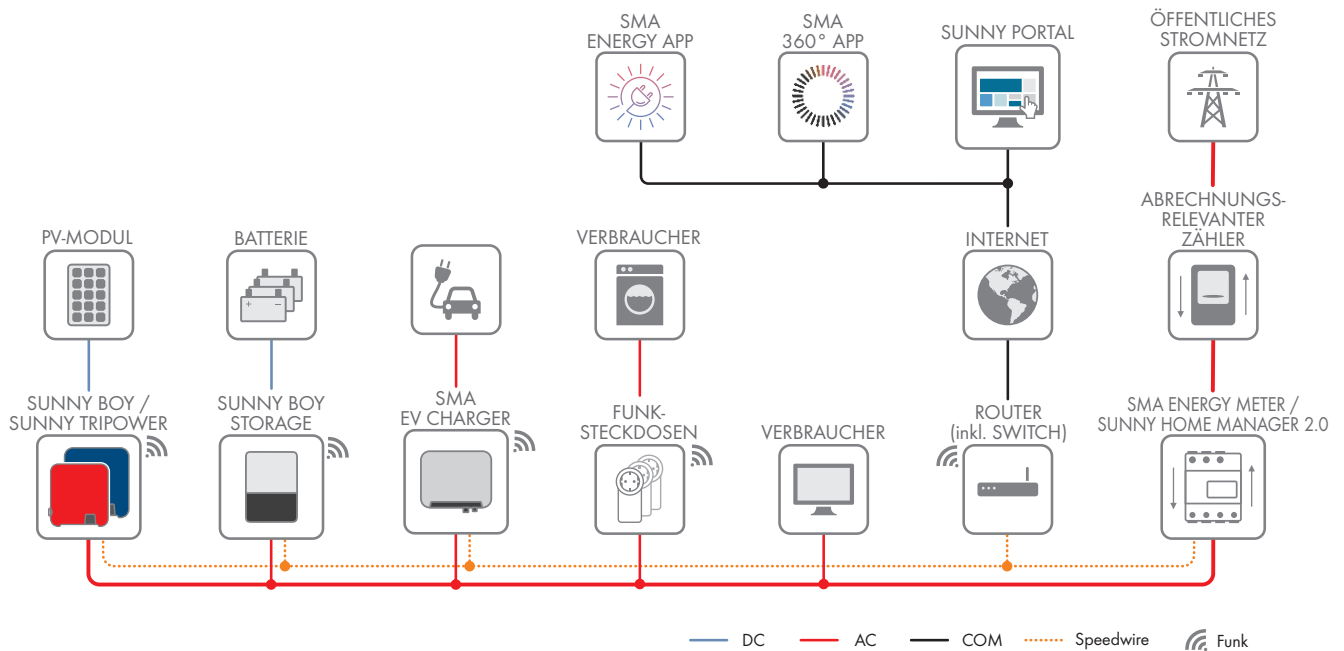 SMA
ENERGY APP
SMA
360° APP
SUNNY PORTAL
ÖFFENTLICHES
STROMNETZ
PV-MODUL
BATTERIE
VERBRAUCHER
INTERNET
ABRECHNUNGS-
RELEVANTER
ZÄHLER
SUNNY BOY /
SUNNY TRIPOWER
SUNNY BOY
STORAGE
SMA
EV CHARGER
FUNK-
STECKDOSEN
VERBRAUCHER
ROUTER
(inkl. SWITCH)
SMA ENERGY METER /
SUNNY HOME MANAGER 2.0
DC
AC
COM
Speedwire
Funk